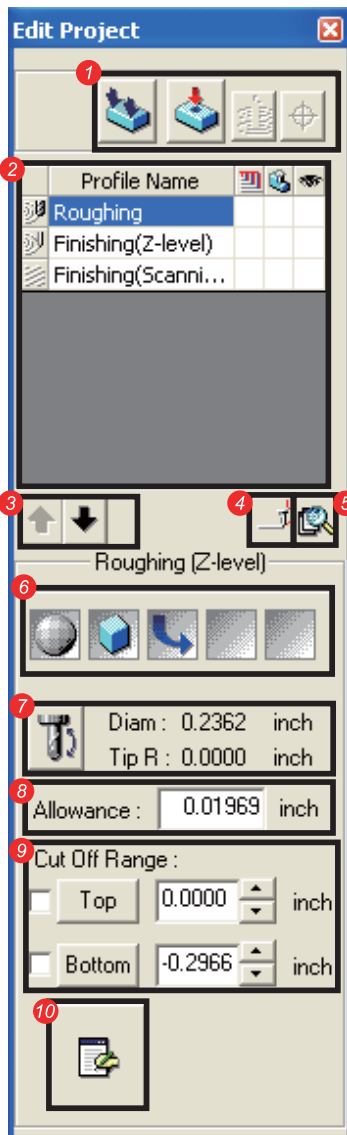 Edit Project
1
2
Profile Name
Roughing
Finishing(Z-level)
Finishing(Scanni...
3
4
5
Roughing (Z-level)
6
7
Diam : 0.2362 inch
Tip R : 0.0000 inch
8
Allowance : 0.01969 inch
9
Cut Off Range :
Top 0.0000 inch
Bottom -0.2966 inch
10